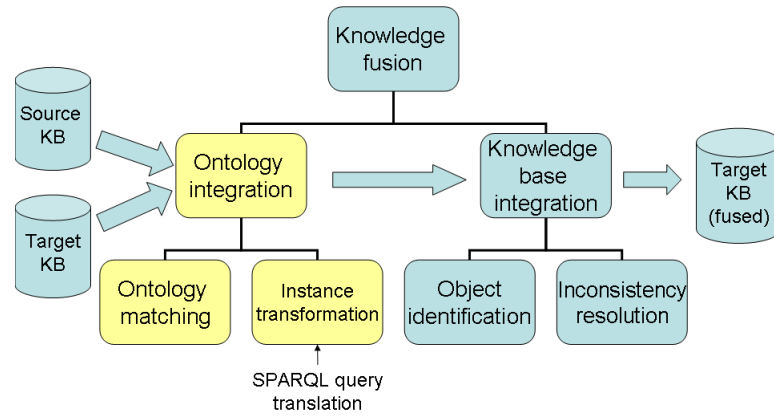 Knowledge
fusion
Source
KB
Target
KB
Ontology
integration
Knowledge
base
integration
Target
KB
(fused)
Ontology
matching
Instance
transformation
Object
identification
Inconsistency
resolution
SPARQL query
translation